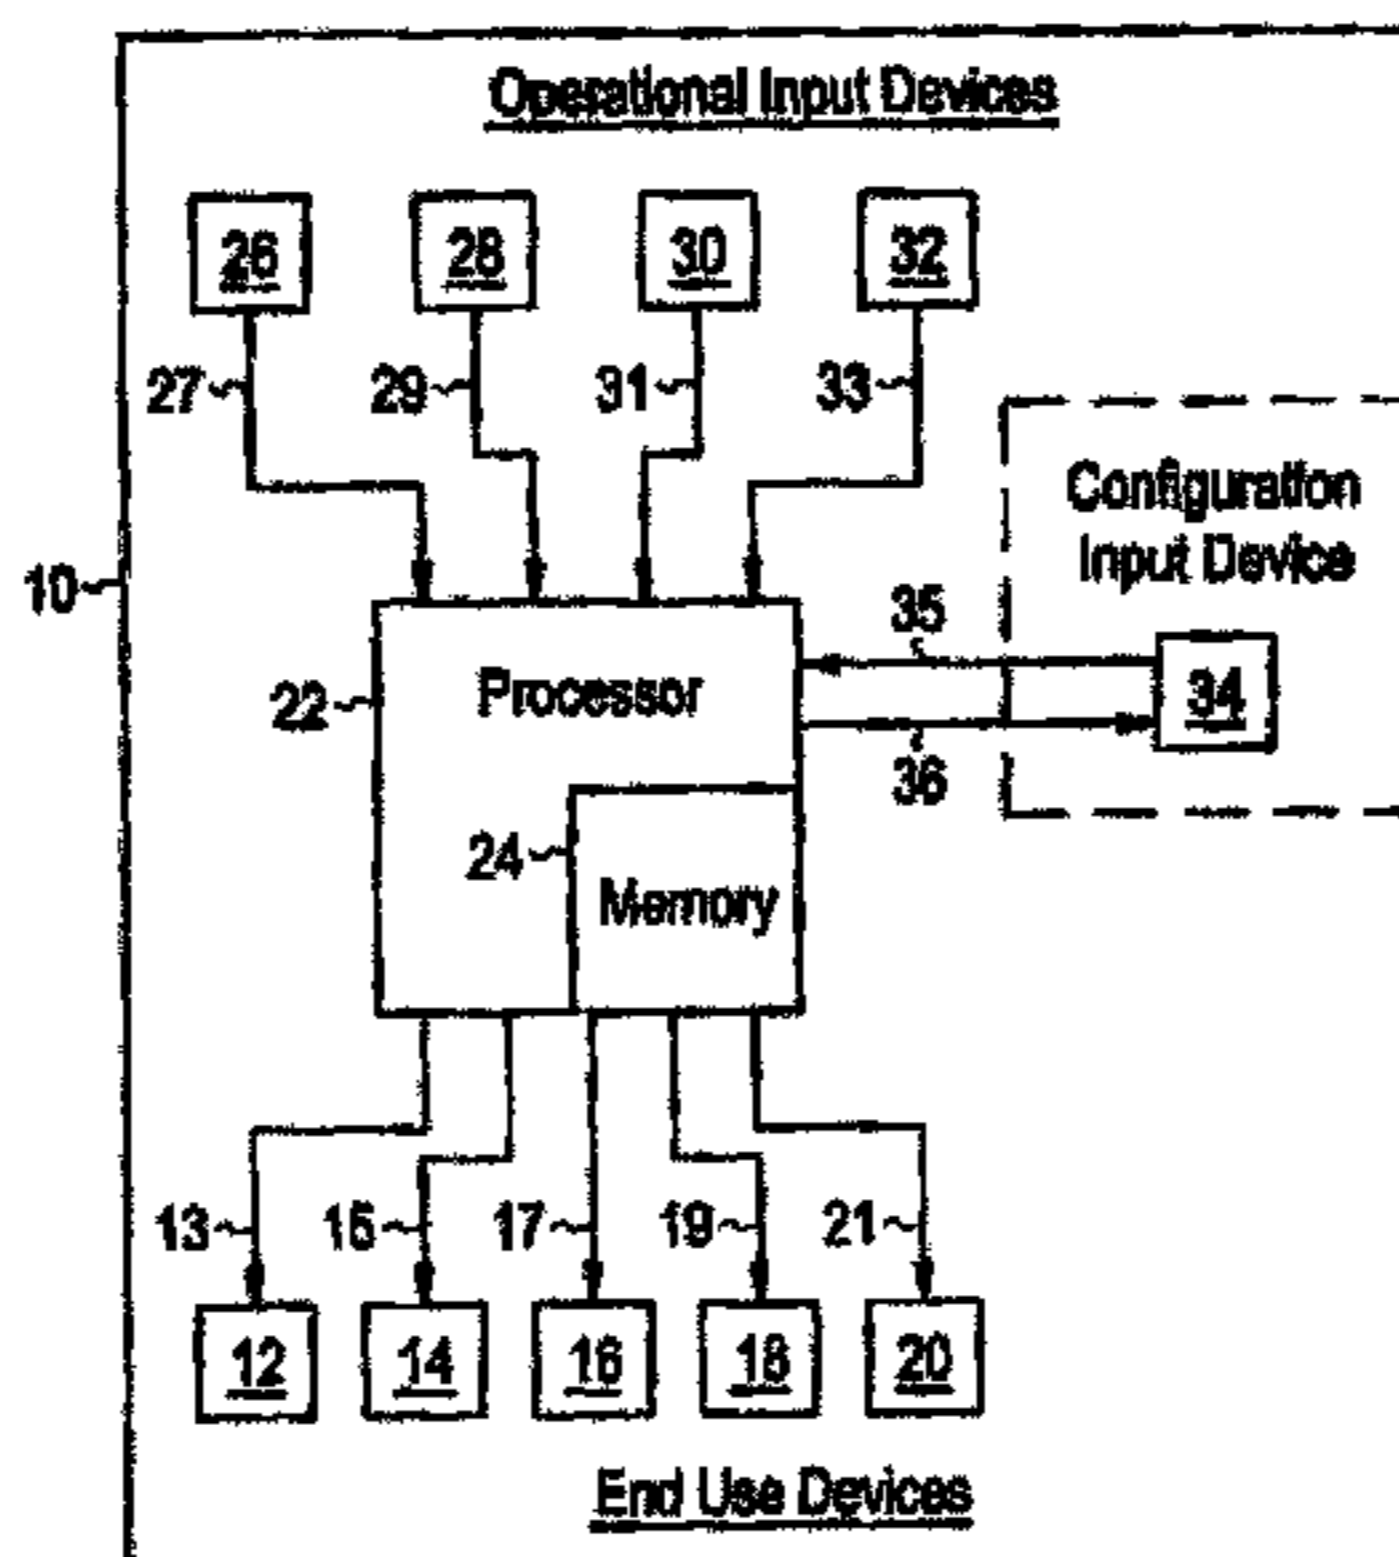 Operational Input Devices
26 28 30 32
27 29 31 33
Configuration
Input Device
10
35
34
22
Processor
36
24
Memory
13 15 17 19 21
12 14 16 18 20
End Use Devices